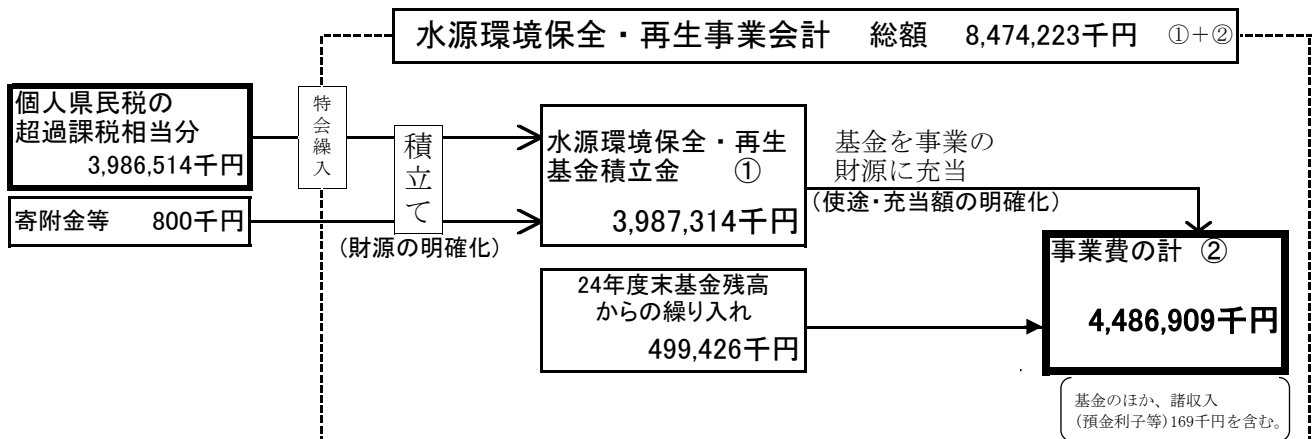 水源環境保全・再生事業会計 総額 8,474,223千円 ①+②
個人県民税の
超過課税相当分
3,986,514千円
特会繰入
積立て
水源環境保全・再生
基金積立金 ①
3,987,314千円
基金を事業の
財源に充当
(使途・充当額の明確化)
寄附金等 800千円
(財源の明確化)
事業費の計 ②
4,486,909千円
24年度末基金残高
からの繰り入れ
499,426千円
基金のほか、諸収入
(預金利子等)169千円を含む。